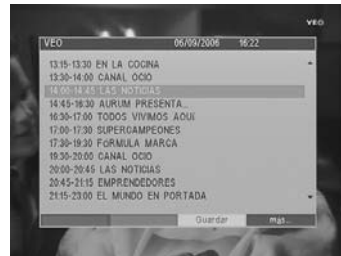 VEO
VEO 06/09/2006 16:22
13:15-13:30 EN LA COCINA
13:30-14:00 CANAL OCIO
14:00-14:45 LAS NOTICIAS
14:45-16:30 AURUM PRESENTA...
16:30-17:00 TODOS VIVIMOS AQUÍ
17:00-17:30 SUPERCAMPEONES
17:30-19:30 FóRMULA MARCA
19:30-20:00 CANAL OCIO
20:00-20:45 LAS NOTICIAS
20:45-21:15 EMPRENDEDORES
21:15-23:00 EL MUNDO EN PORTADA
Guardar Más...